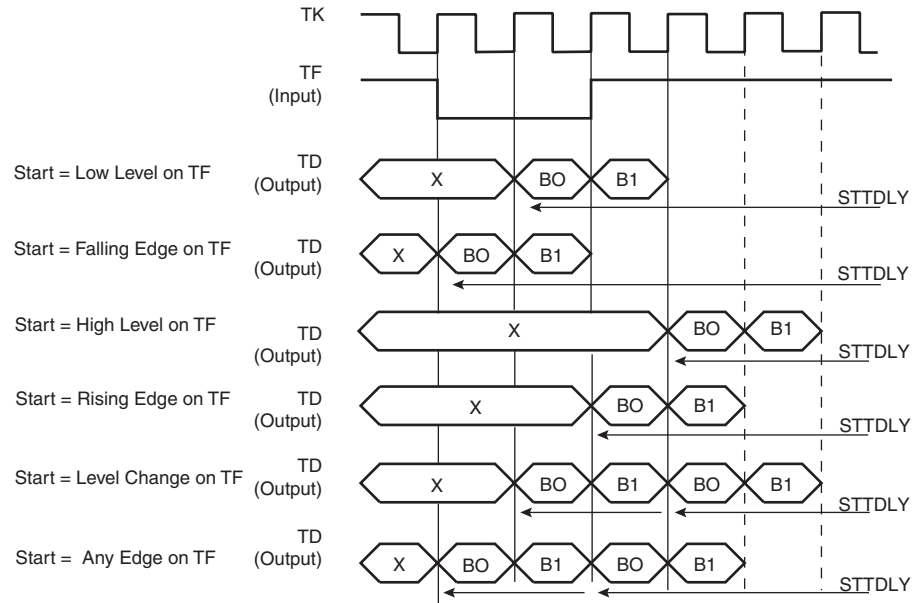 TK
TF
(Input)
Start = Low Level on TF
TD
(Output)
X
BO
B1
STTDLY
Start = Falling Edge on TF
TD
(Output)
X
BO
B1
STTDLY
Start = High Level on TF
TD
(Output)
X
BO
B1
STTDLY
Start = Rising Edge on TF
TD
(Output)
X
BO
B1
STTDLY
Start = Level Change on TF
TD
(Output)
X
BO
B1
BO
B1
STTDLY
Start = Any Edge on TF
TD
(Output)
X
BO
B1
BO
B1
STTDLY